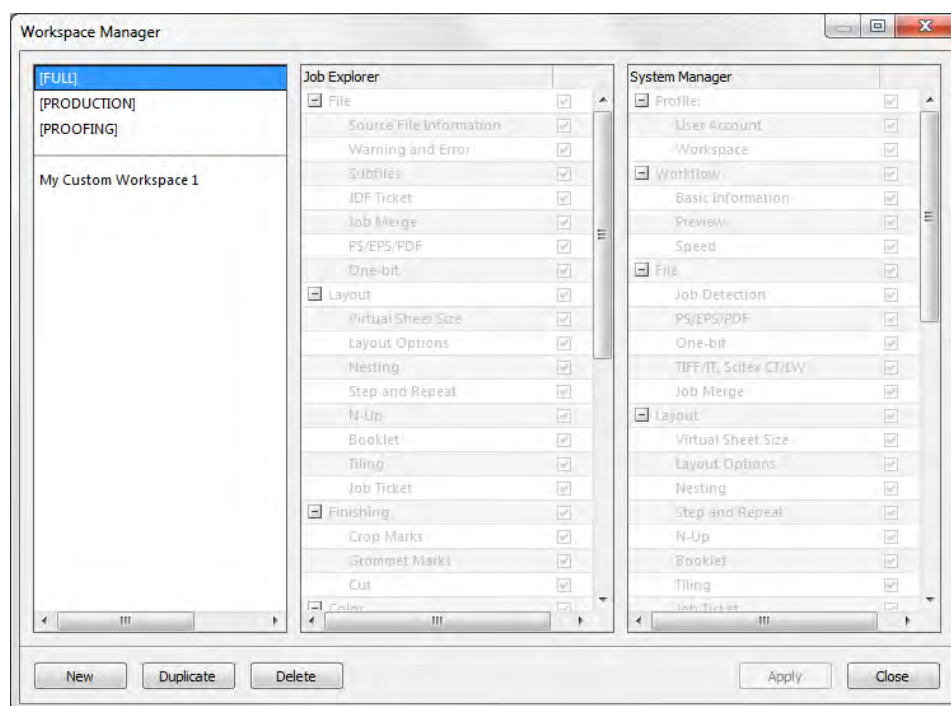 Workspace Manager
[FULL]
[PRODUCTION]
[PROOFING]
My Custom Workspace 1
Job Explorer
File
Source File Information
Warning and Error
Subfiles
JDF Ticket
Job Merge
PS/EPS/PDF
One-bit
Layout
Virtual Sheet Size
Layout Options
Nesting
Step and Repeat
N-Up
Booklet
Tiling
Job Ticket
Finishing
Crop Marks
Grommet Marks
Cut
Color
System Manager
Profile:
User Account
Workspace
Workflow
Basic Information
Preview
Speed
File
Job Detection
PS/EPS/PDF
One-bit
TIFF/IT, Scitex CT/LW
Job Merge
Layout
Virtual Sheet Size
Layout Options
Nesting
Step and Repeat
N-Up
Booklet
Tiling
Job Ticket
New
Duplicate
Delete
Apply
Close